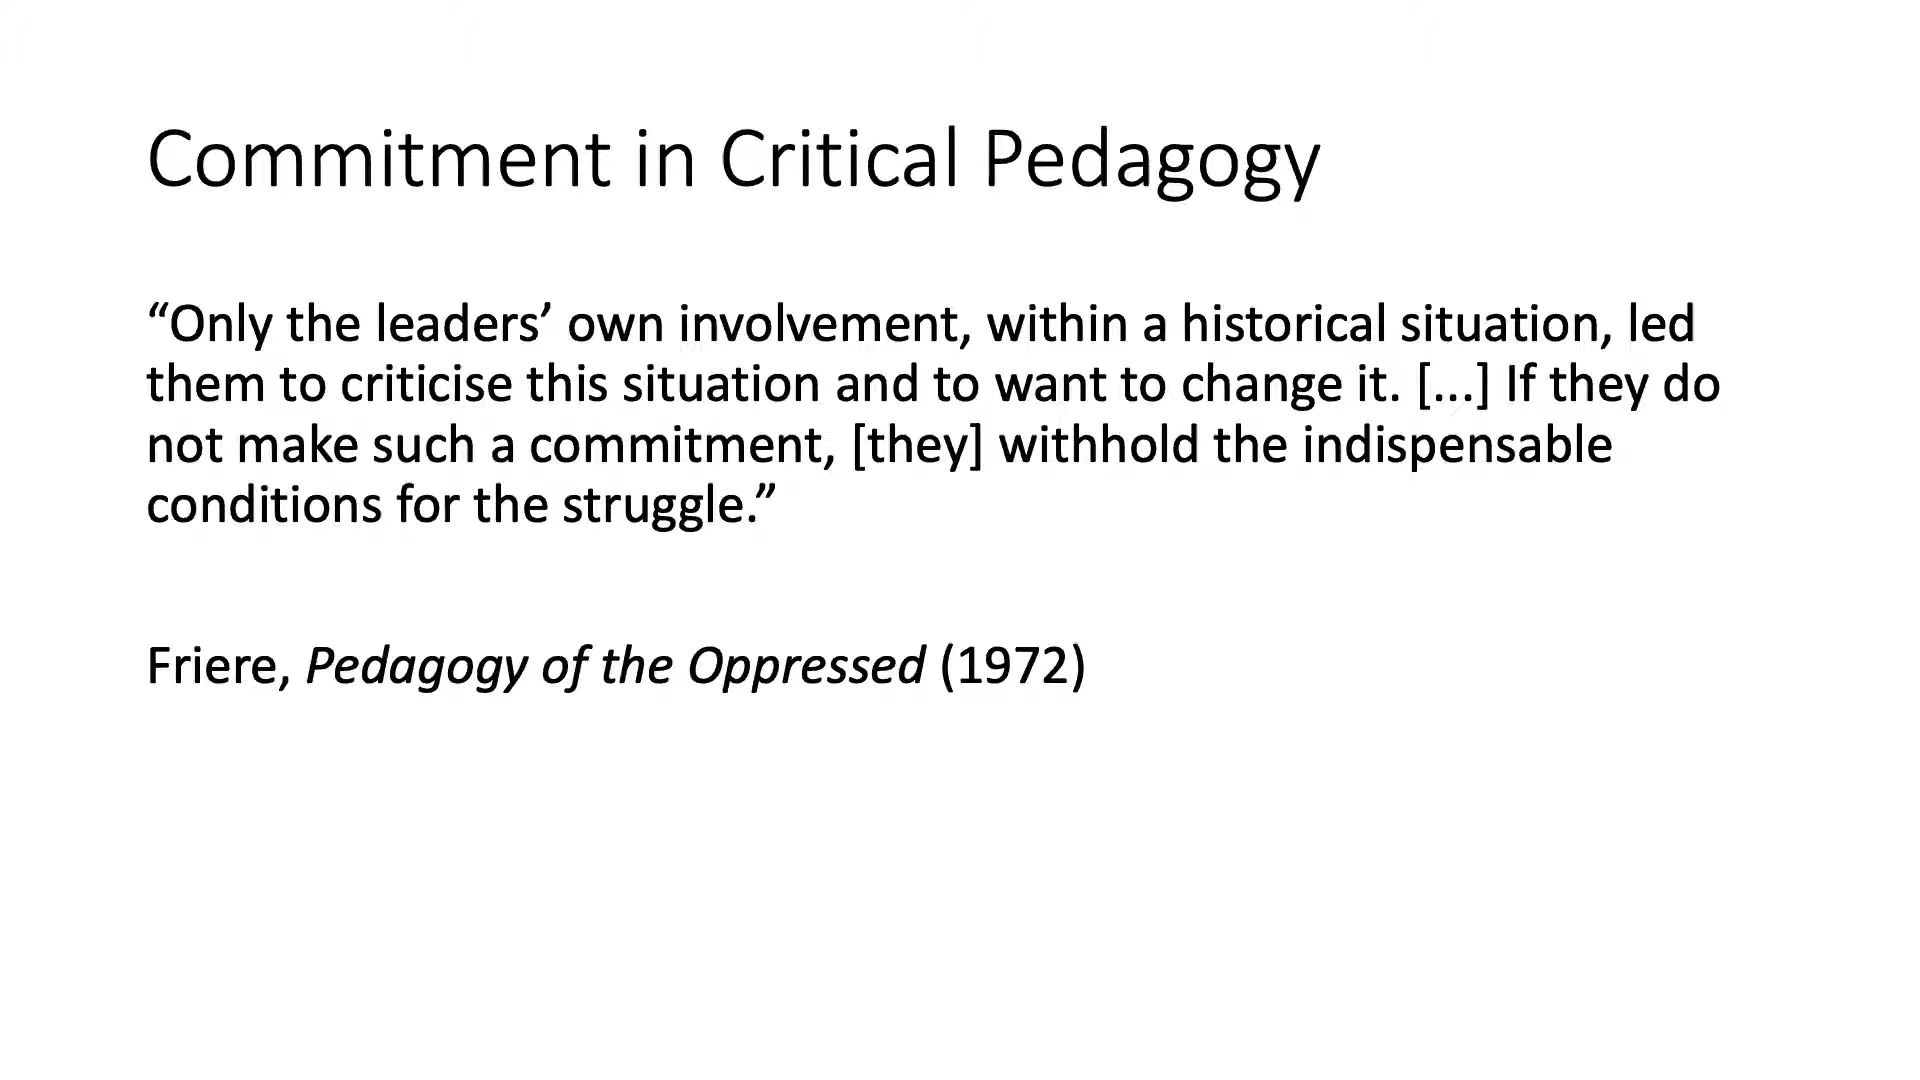 Commitment in Critical Pedagogy
“Only the leaders’ own involvement, within a historical situation, led
them to criticise this situation and to want to change it. [...] If they do
not make such a commitment, [they] withhold the indispensable
conditions for the struggle.”
Friere, Pedagogy of the Oppressed (1972)